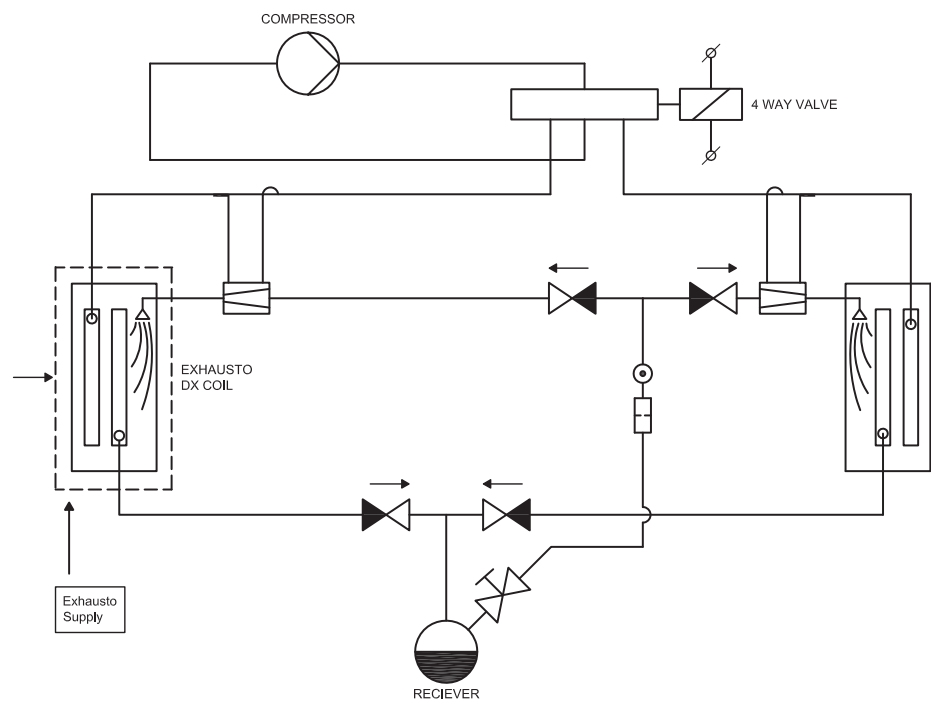 COMPRESSOR
4 WAY VALVE
EXHAUSTO
DX COIL
Exhausto
Supply
RECIEVER